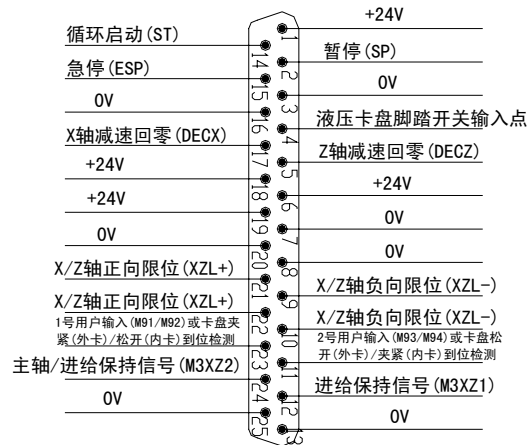 +24V
1
循环启动(ST)
14
暂停(SP)
2
急停(ESP)
15
0V
3
0V
16
液压卡盘脚踏开关输入点
4
X轴减速回零(DECX)
17
Z轴减速回零(DECZ)
5
+24V
18
+24V
6
+24V
19
0V
7
0V
20
0V
8
X/Z轴正向限位(XZL+)
21
X/Z轴负向限位(XZL-)
9
X/Z轴正向限位(XZL+)
22
X/Z轴负向限位(XZL-)
10
1号用户输入(M91/M92)或卡盘夹
紧(外卡)/松开(内卡)到位检测
23
2号用户输入(M93/M94)或卡盘松
开(外卡)/夹紧(内卡)到位检测
11
主轴/进给保持信号(M3XZ2)
24
进给保持信号(M3XZ1)
12
0V
25
0V
13